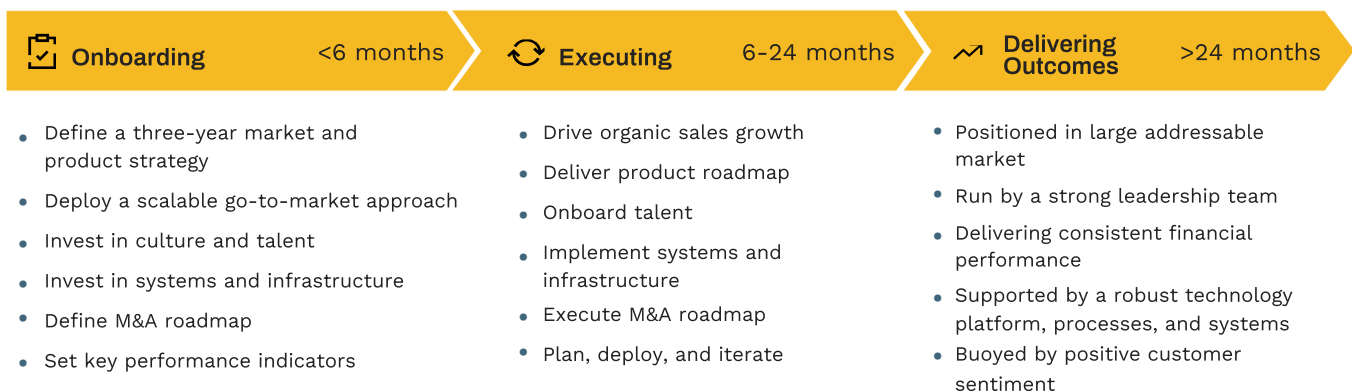 Onboarding
<6 months
Executing
6-24 months
Delivering
Outcomes
>24 months
Define a three-year market and
product strategy
Deploy a scalable go-to-market approach
Invest in culture and talent
Invest in systems and infrastructure
Define M&A roadmap
Set key performance indicators
Drive organic sales growth
Deliver product roadmap
Onboard talent
Implement systems and
infrastructure
Execute M&A roadmap
Plan, deploy, and iterate
Positioned in large addressable
market
Run by a strong leadership team
Delivering consistent financial
performance
Supported by a robust technology
platform, processes, and systems
Buoyed by positive customer
sentiment